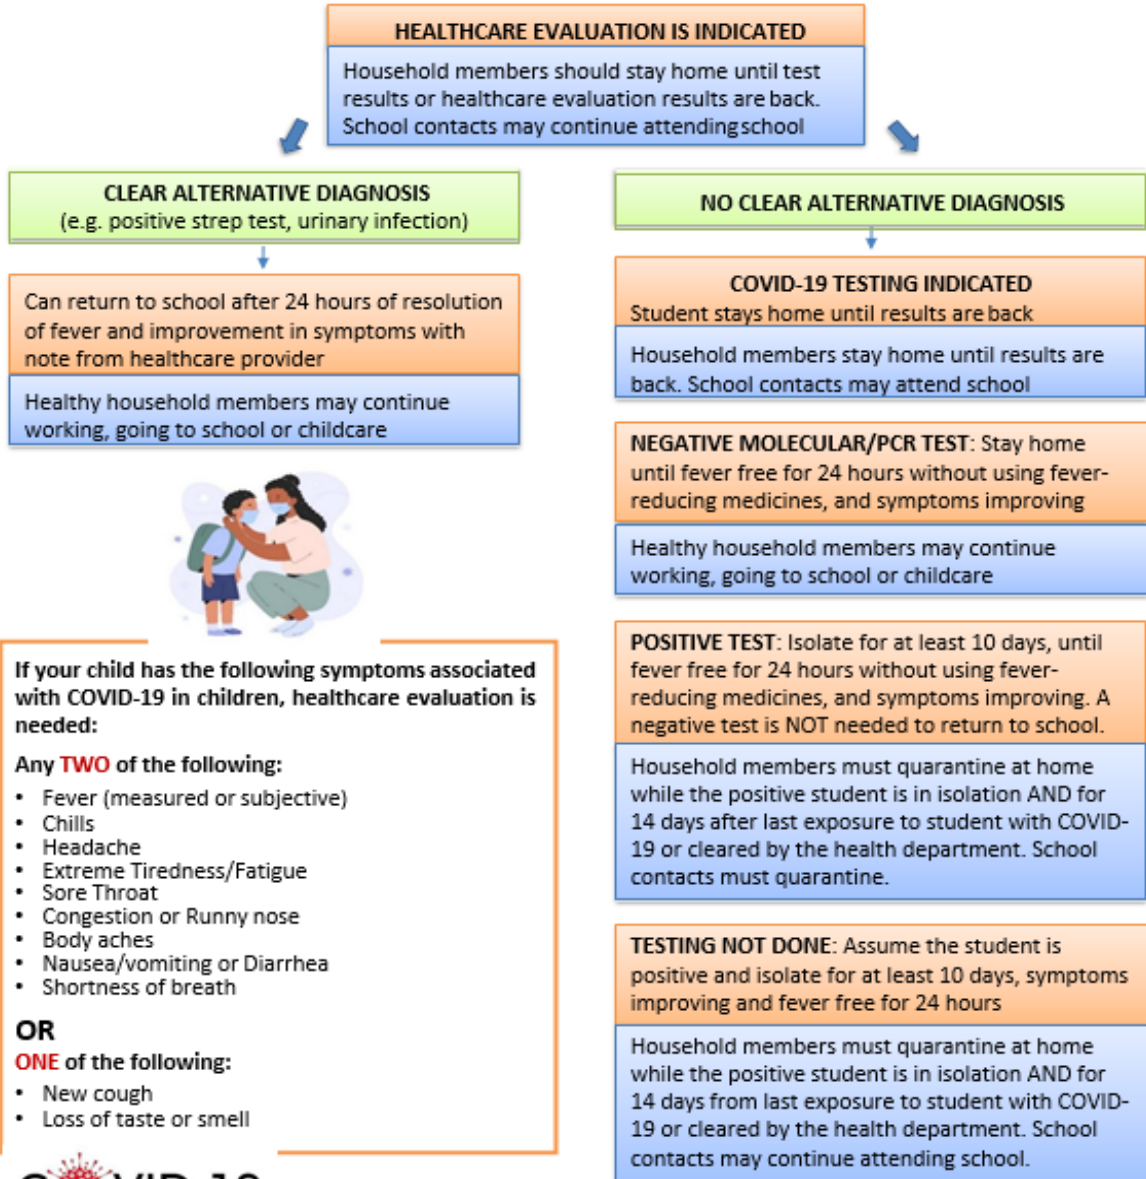 HEALTHCARE EVALUATION IS INDICATED
Household members should stay home until test
results or healthcare evaluation results are back.
School contacts may continue attending school
CLEAR ALTERNATIVE DIAGNOSIS
(e.g. positive strep test, urinary infection)
Can return to school after 24 hours of resolution
of fever and improvement in symptoms with
note from healthcare provider
Healthy household members may continue
working, going to school or childcare
If your child has the following symptoms associated
with COVID-19 in children, healthcare evaluation is
needed:
Any TWO of the following:
• Fever (measured or subjective)
• Chills
• Headache
• Extreme Tiredness/Fatigue
• Sore Throat
• Congestion or Runny nose
• Body aches
• Nausea/vomiting or Diarrhea
• Shortness of breath
OR
ONE of the following:
• New cough
• Loss of taste or smell
NO CLEAR ALTERNATIVE DIAGNOSIS
COVID-19 TESTING INDICATED
Student stays home until results are back
Household members stay home until results are
back. School contacts may attend school
NEGATIVE MOLECULAR/PCR TEST: Stay home
until fever free for 24 hours without using fever-
reducing medicines, and symptoms improving
Healthy household members may continue
working, going to school or childcare
POSITIVE TEST: Isolate for at least 10 days, until
fever free for 24 hours without using fever-
reducing medicines, and symptoms improving. A
negative test is NOT needed to return to school.
Household members must quarantine at home
while the positive student is in isolation AND for
14 days after last exposure to student with COVID-
19 or cleared by the health department. School
contacts must quarantine.
TESTING NOT DONE: Assume the student is
positive and isolate for at least 10 days, symptoms
improving and fever free for 24 hours
Household members must quarantine at home
while the positive student is in isolation AND for
14 days from last exposure to student with COVID-
19 or cleared by the health department. School
contacts may continue attending school.